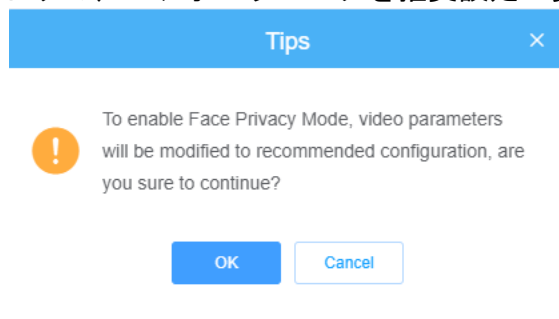 Tips
To enable Face Privacy Mode, video parameters
will be modified to recommended configuration, are
you sure to continue?
OK
Cancel